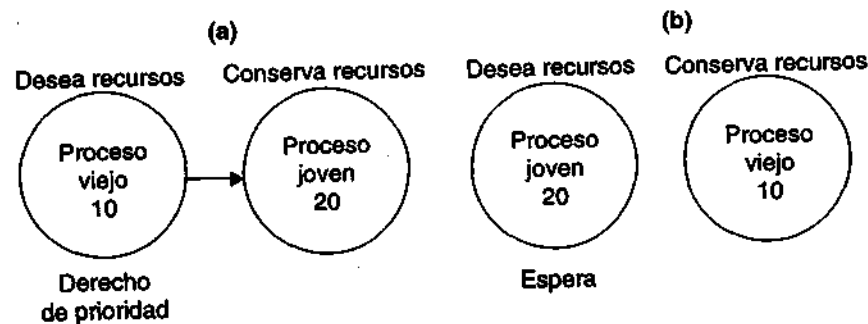 (a)
Desea recursos
Conserva recursos
Proceso
viejo
10
Proceso
joven
20
Derecho
de prioridad
(b)
Desea recursos
Conserva recursos
Proceso
joven
20
Proceso
viejo
10
Espera